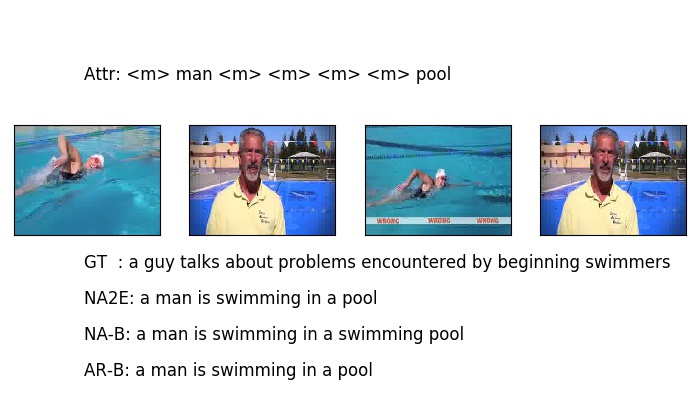 Attr: <m> man <m> <m> <m> <m> pool
WRONG WRONG WRONG
GT : a guy talks about problems encountered by beginning swimmers
NA2E: a man is swimming in a pool
NA-B: a man is swimming in a swimming pool
AR-B: a man is swimming in a pool